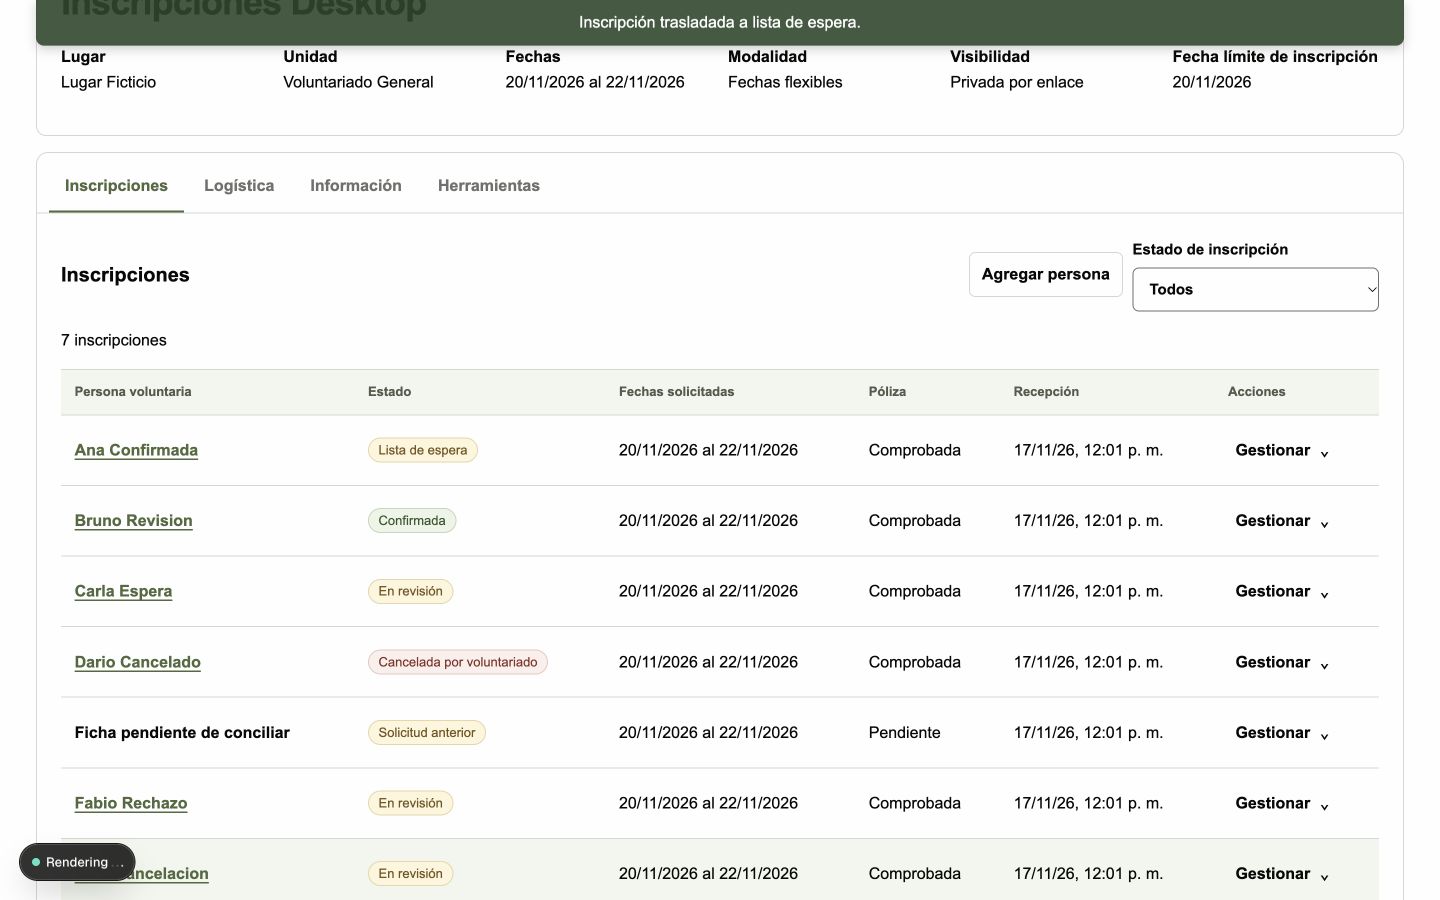 Inscripciones Desktop
Inscripción trasladada a lista de espera.
Lugar Unidad Fechas Modalidad Visibilidad Fecha límite de inscripción
Lugar Ficticio Voluntariado General 20/11/2026 al 22/11/2026 Fechas flexibles Privada por enlace 20/11/2026
Inscripciones Logística Información Herramientas
Estado de inscripción
Inscripciones Agregar persona Todos
7 inscripciones
Persona voluntaria Estado Fechas solicitadas Póliza Recepción Acciones
Ana Confirmada Lista de espera 20/11/2026 al 22/11/2026 Comprobada 17/11/26, 12:01 p. m. Gestionar
Bruno Revision Confirmada 20/11/2026 al 22/11/2026 Comprobada 17/11/26, 12:01 p. m. Gestionar
Carla Espera En revisión 20/11/2026 al 22/11/2026 Comprobada 17/11/26, 12:01 p. m. Gestionar
Dario Cancelado Cancelada por voluntariado 20/11/2026 al 22/11/2026 Comprobada 17/11/26, 12:01 p. m. Gestionar
Ficha pendiente de conciliar Solicitud anterior 20/11/2026 al 22/11/2026 Pendiente 17/11/26, 12:01 p. m. Gestionar
Fabio Rechazo En revisión 20/11/2026 al 22/11/2026 Comprobada 17/11/26, 12:01 p. m. Gestionar
Rendering ...
En revisión 20/11/2026 al 22/11/2026 Comprobada 17/11/26, 12:01 p. m. Gestionar